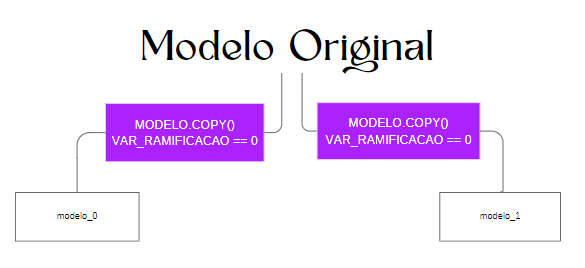 Modelo Original
MODELO.COPY()
VAR_RAMIFICACAO == 0
MODELO.COPY()
VAR_RAMIFICACAO == 0
modelo_0
modelo_1